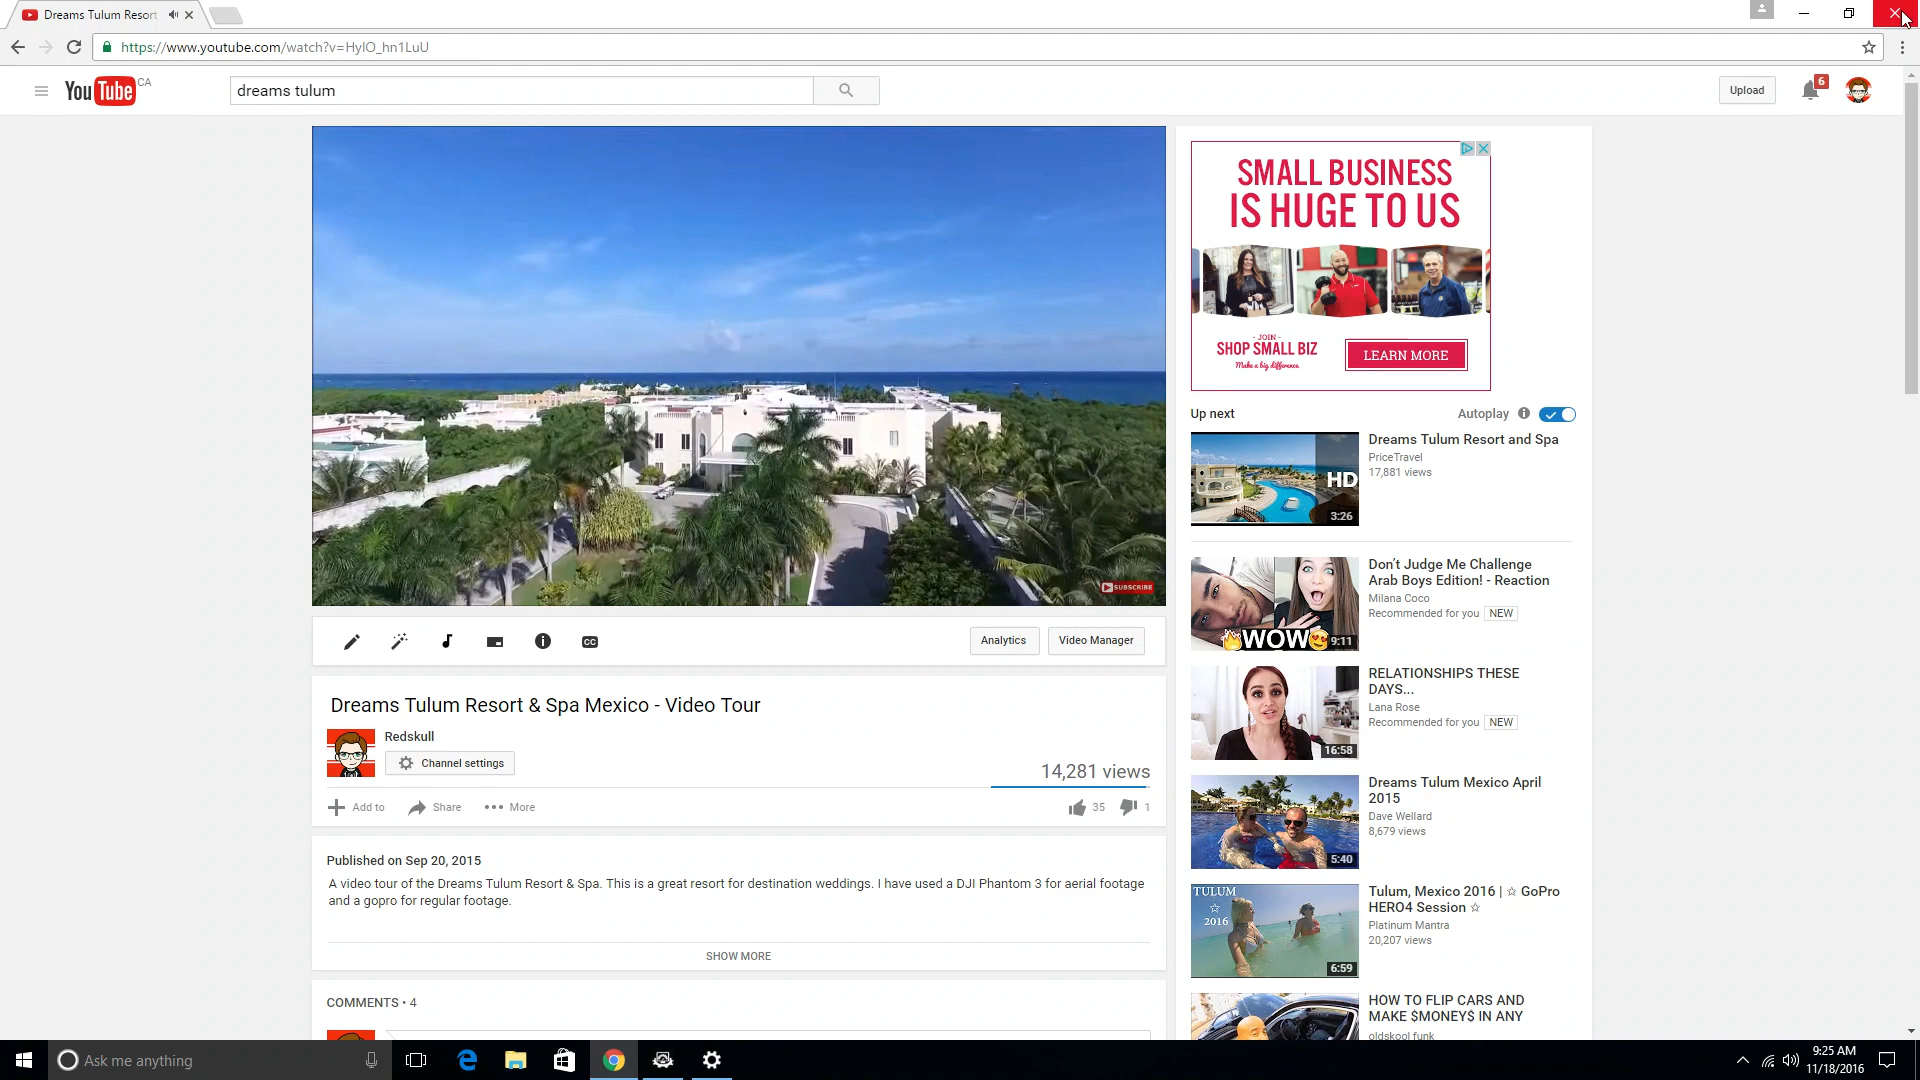 Dreams Tulum Resort
https://www.youtube.com/watch?v=HylO_hn1LuU
YouTube CA
dreams tulum
Upload
6
SMALL BUSINESS
IS HUGE TO US
- JOIN -
SHOP SMALL BIZ
Make a big difference.
LEARN MORE
SUBSCRIBE
Up next
Autoplay
HD
3:26
Dreams Tulum Resort and Spa
PriceTravel
17,881 views
WOW
9:11
Don't Judge Me Challenge
Arab Boys Edition! - Reaction
Milana Coco
Recommended for you NEW
16:58
RELATIONSHIPS THESE
DAYS...
Lana Rose
Recommended for you NEW
5:40
Dreams Tulum Mexico April
2015
Dave Wellard
8,679 views
TULUM
☆
2016
6:59
Tulum, Mexico 2016 | ☆ GoPro
HERO4 Session ☆
Platinum Mantra
20,207 views
HOW TO FLIP CARS AND
MAKE $MONEY$ IN ANY
oldskool funk
CC
Analytics
Video Manager
Dreams Tulum Resort & Spa Mexico - Video Tour
Redskull
Channel settings
14,281 views
Add to
Share
More
35
1
Published on Sep 20, 2015
A video tour of the Dreams Tulum Resort & Spa. This is a great resort for destination weddings. I have used a DJI Phantom 3 for aerial footage
and a gopro for regular footage.
SHOW MORE
COMMENTS • 4
Ask me anything
9:25 AM
11/18/2016